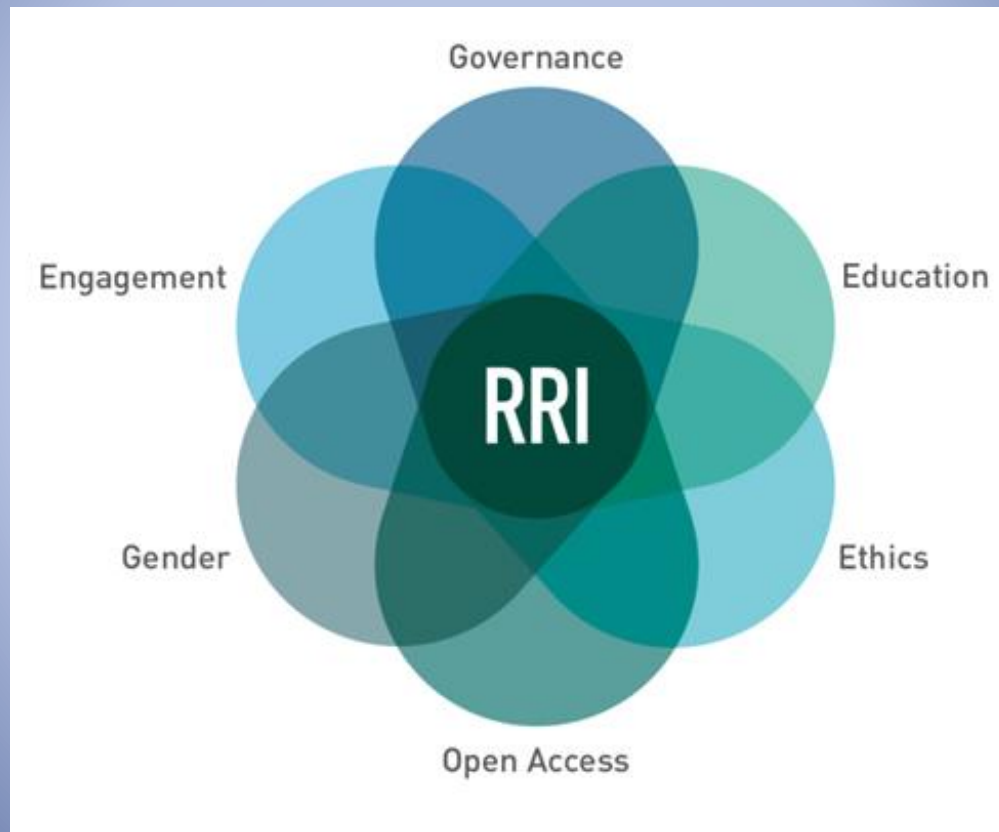 Governance
Engagement
Education
RRI
Gender
Ethics
Open Access